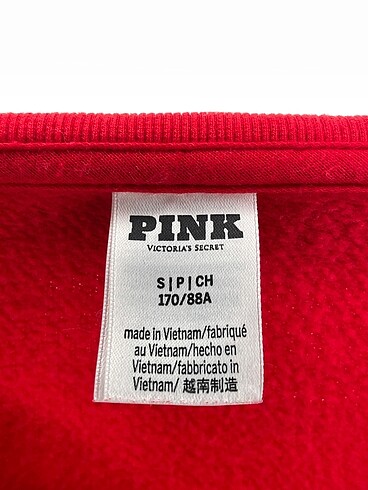 PINK
VICTORIA'S SECRET
S|P|CH
170/88A
made in Vietnam/fabriqué
au Vietnam/hecho en
Vietnam/fabbricato in
Vietnam/ 越南制造